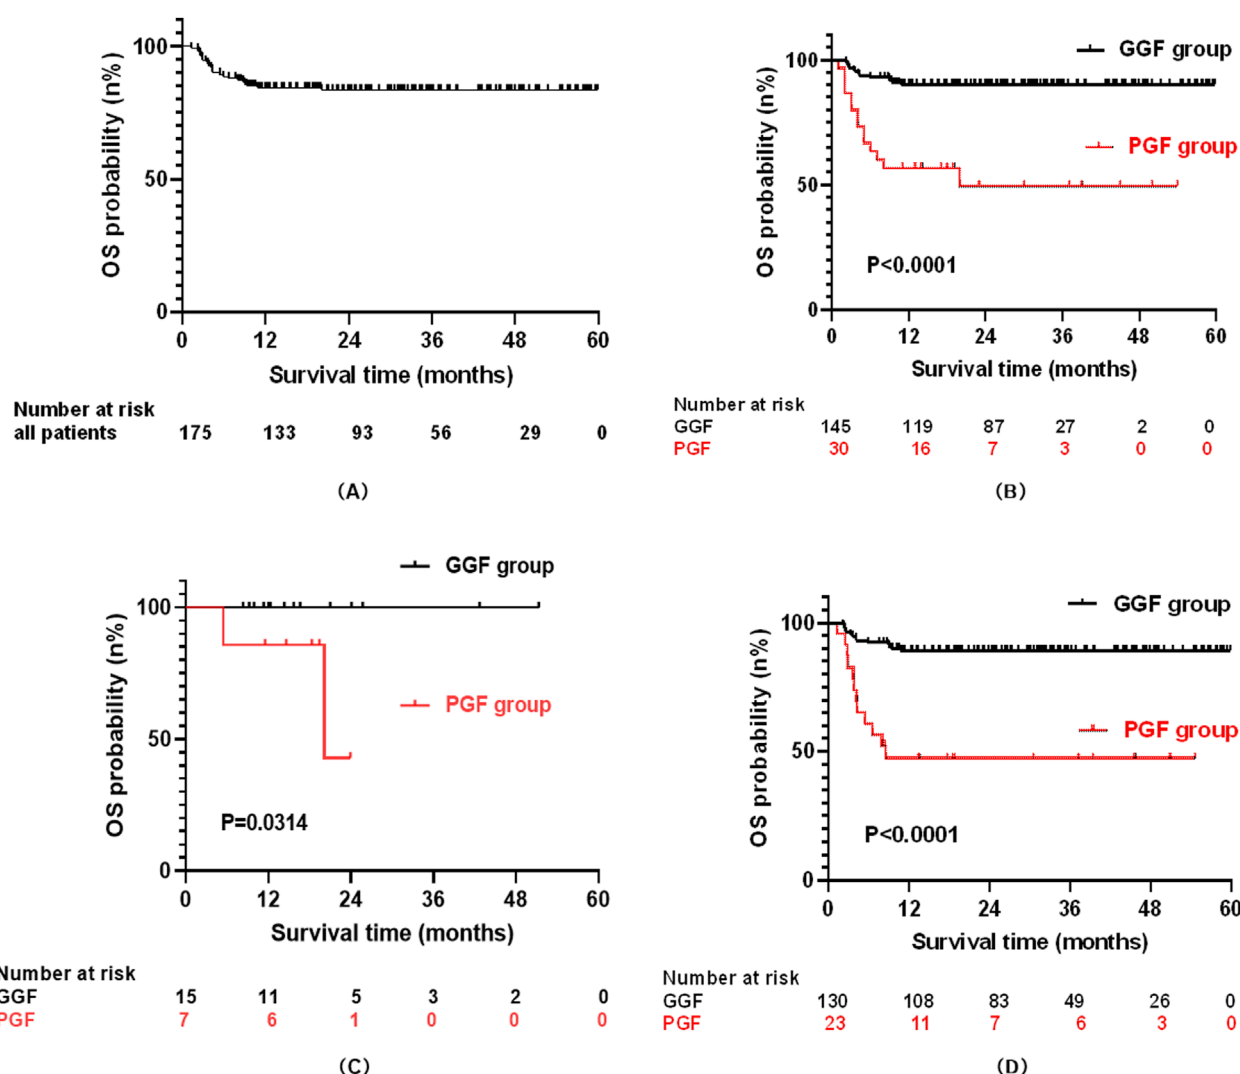 OS probability (n%)
100
50
0
0 12 24 36 48 60
Survival time (months)
Number at risk
all patients 175 133 93 56 29 0
(A)
GGF group
PGF group
OS probability (n%)
100
50
0
P<0.0001
0 12 24 36 48 60
Survival time (months)
Number at risk
GGF 145 119 87 27 2 0
PGF 30 16 7 3 0 0
(B)
GGF group
PGF group
OS probability (n%)
100
50
0
P=0.0314
0 12 24 36 48 60
Survival time (months)
Number at risk
GGF 15 11 5 3 2 0
PGF 7 6 1 0 0 0
(C)
GGF group
PGF group
OS probability (n%)
100
50
0
P<0.0001
0 12 24 36 48 60
Survival time (months)
Number at risk
GGF 130 108 83 49 26 0
PGF 23 11 7 6 3 0
(D)